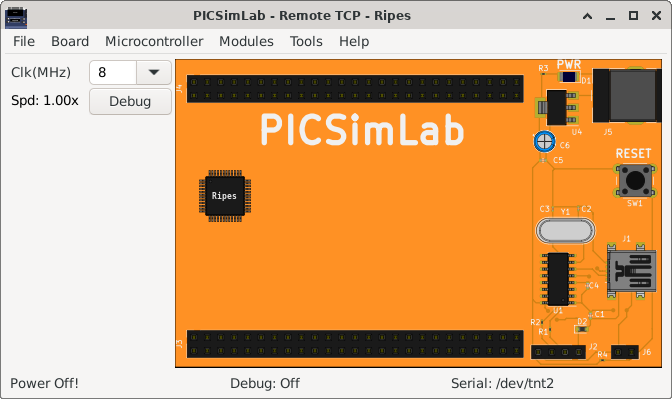 PICSimLab - Remote TCP - Ripes
File Board Microcontroller Modules Tools Help
Clk(MHz) 8
Spd: 1.00x Debug
PICSimLab
Ripes
J4
J3
R3
PWR
D1
U4
J5
C6
C5
RESET
SW1
C3
Y1
C2
J1
C4
U1
C1
R2
D2
R1
J2
R4
J6
Power Off! Debug: Off Serial: /dev/tnt2